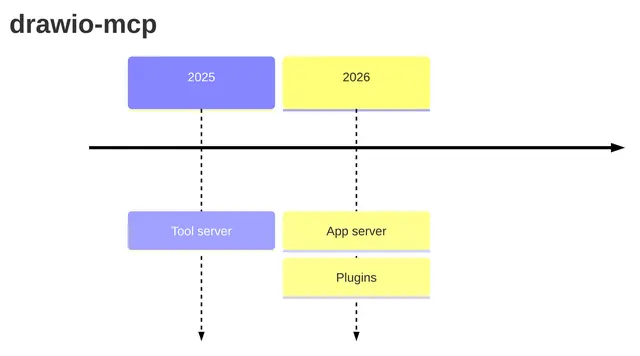 drawio-mcp
2025
2026
Tool server
App server
Plugins